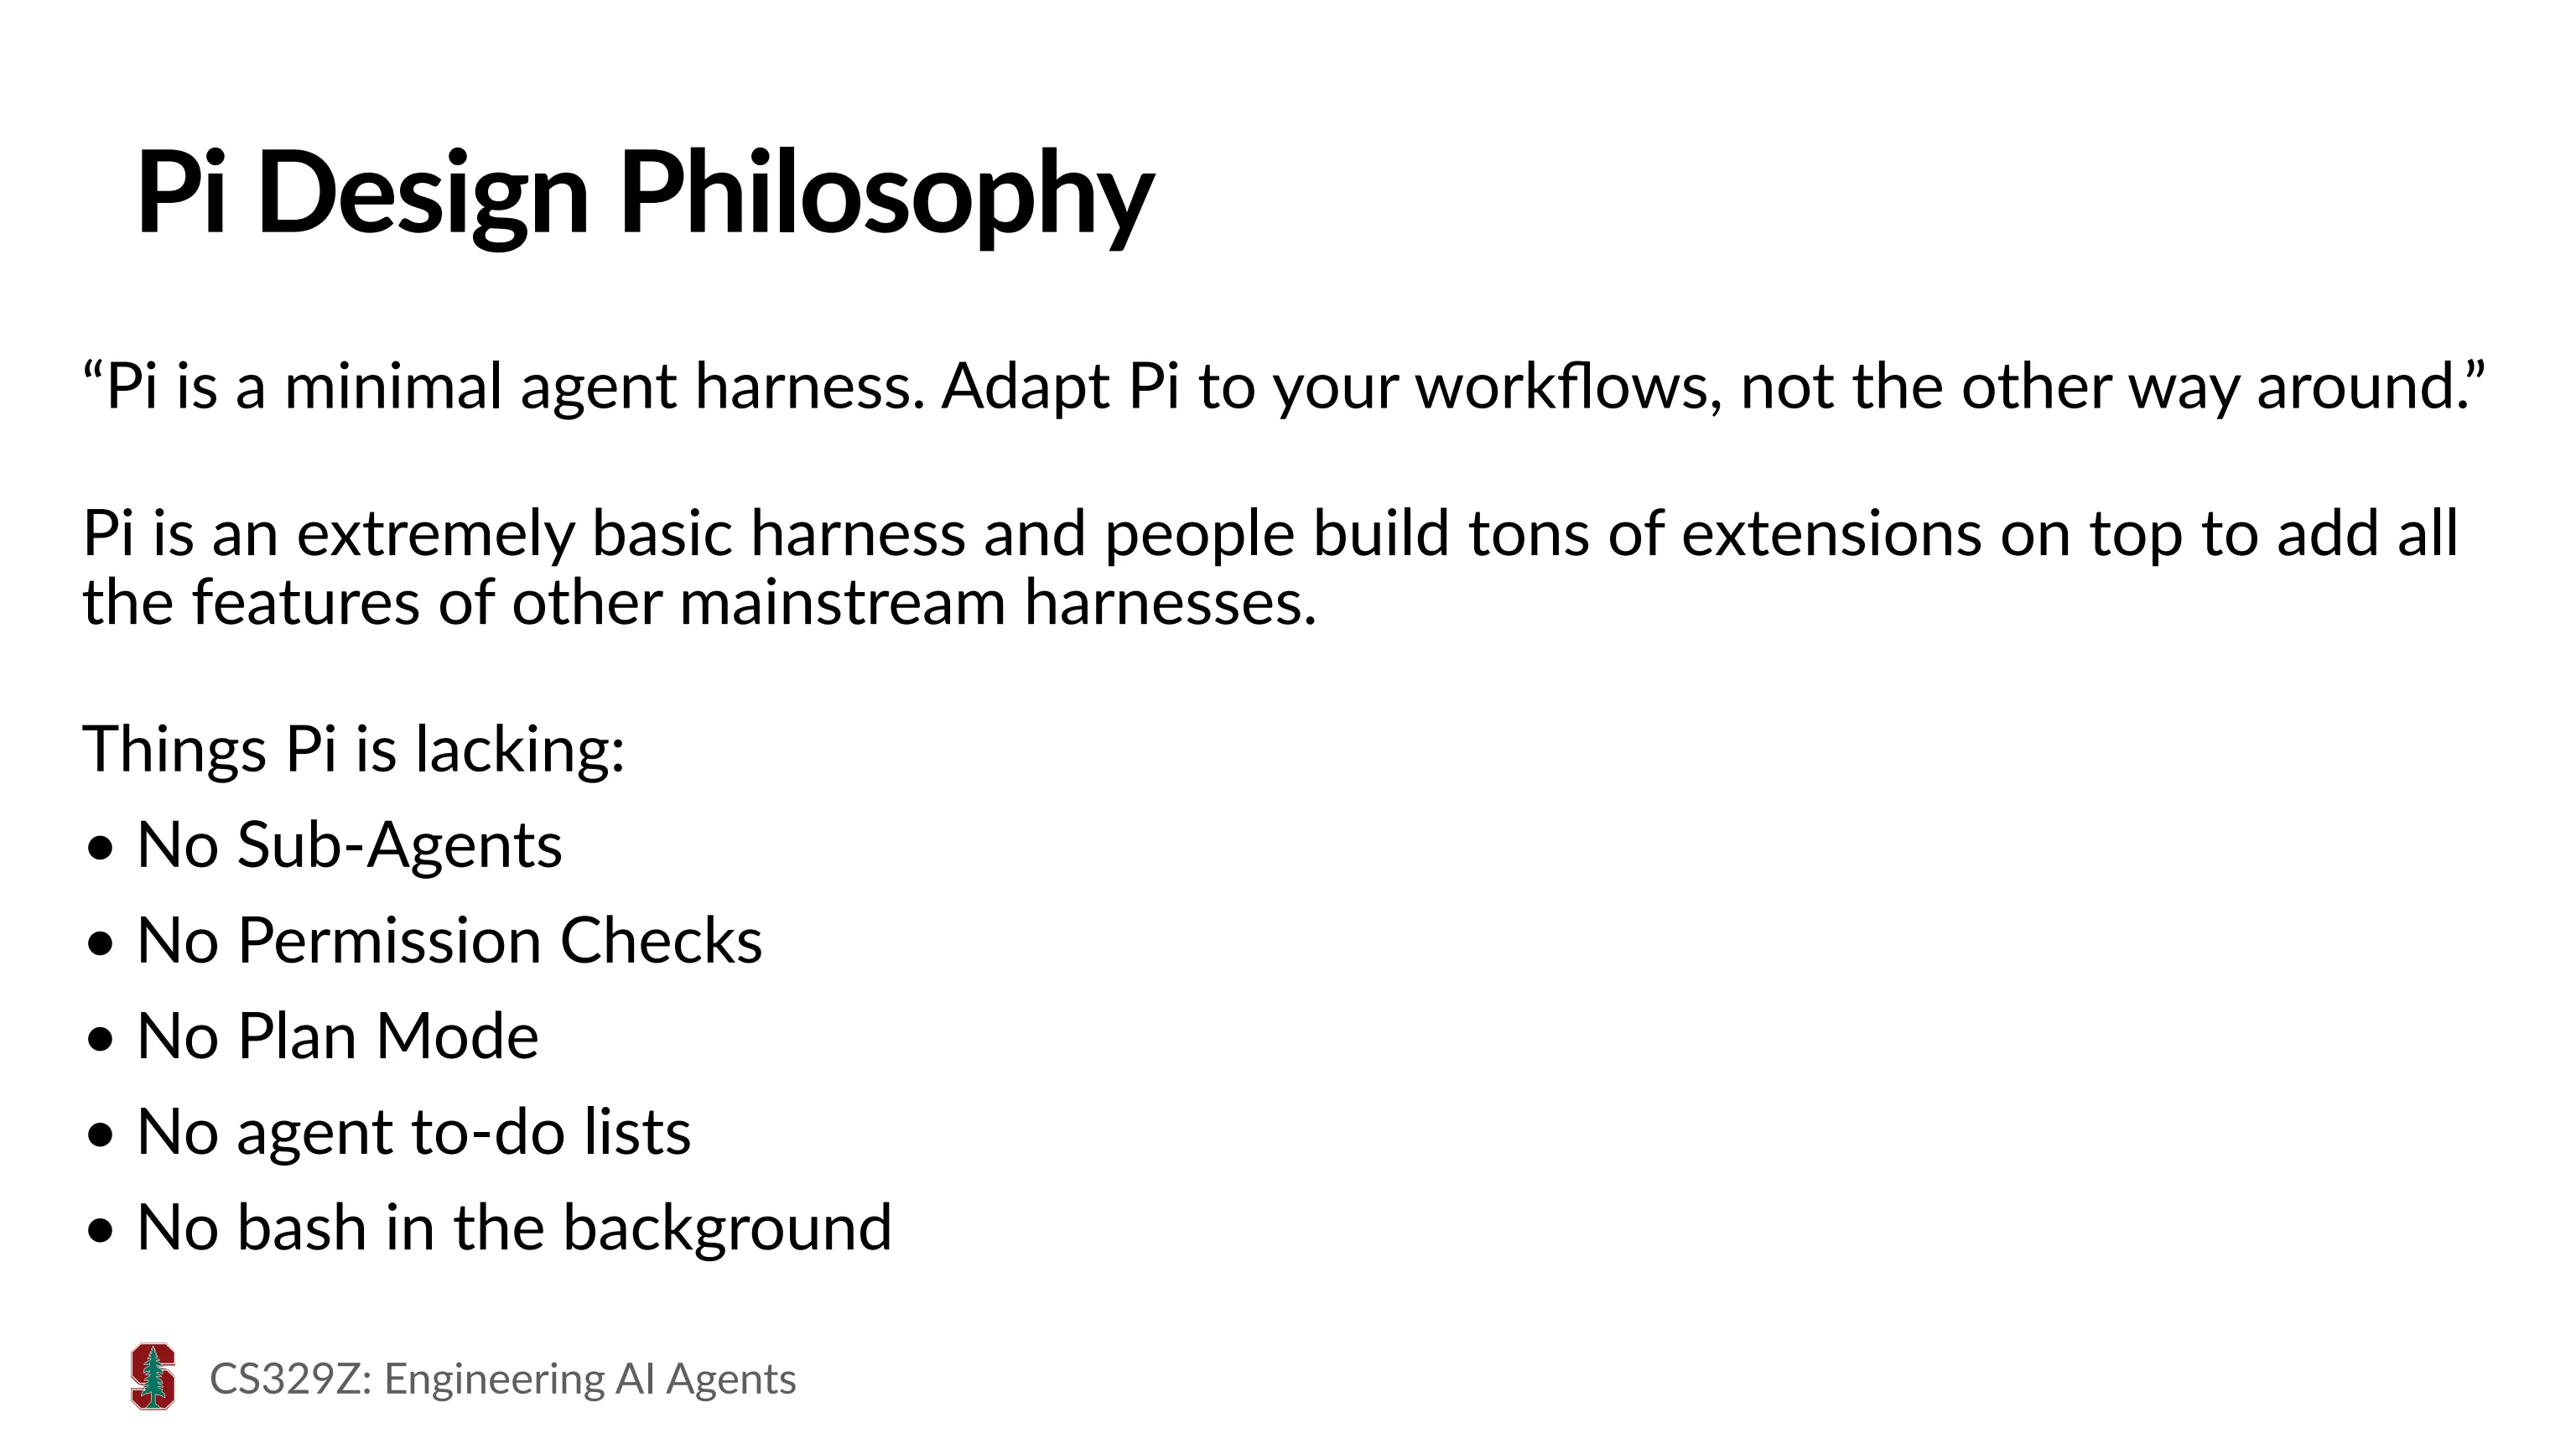 Pi Design Philosophy
“Pi is a minimal agent harness. Adapt Pi to your workflows, not the other way around.”
Pi is an extremely basic harness and people build tons of extensions on top to add all
the features of other mainstream harnesses.
Things Pi is lacking:
• No Sub-Agents
• No Permission Checks
• No Plan Mode
• No agent to-do lists
• No bash in the background
CS329Z: Engineering AI Agents